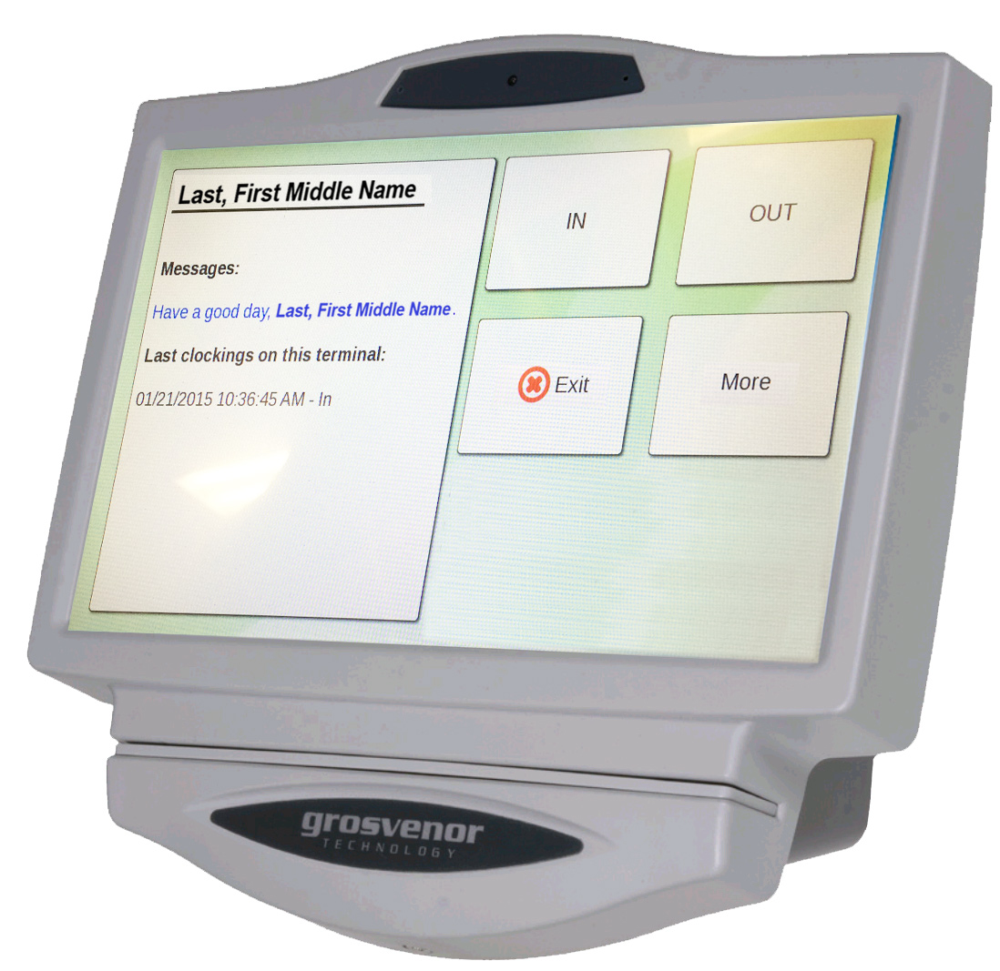 Last, First Middle Name
Messages:
Have a good day, Last, First Middle Name.
Last clockings on this terminal:
01/21/2015 10:36:45 AM - In
IN
OUT
Exit
More
grosvenor
TECHNOLOGY